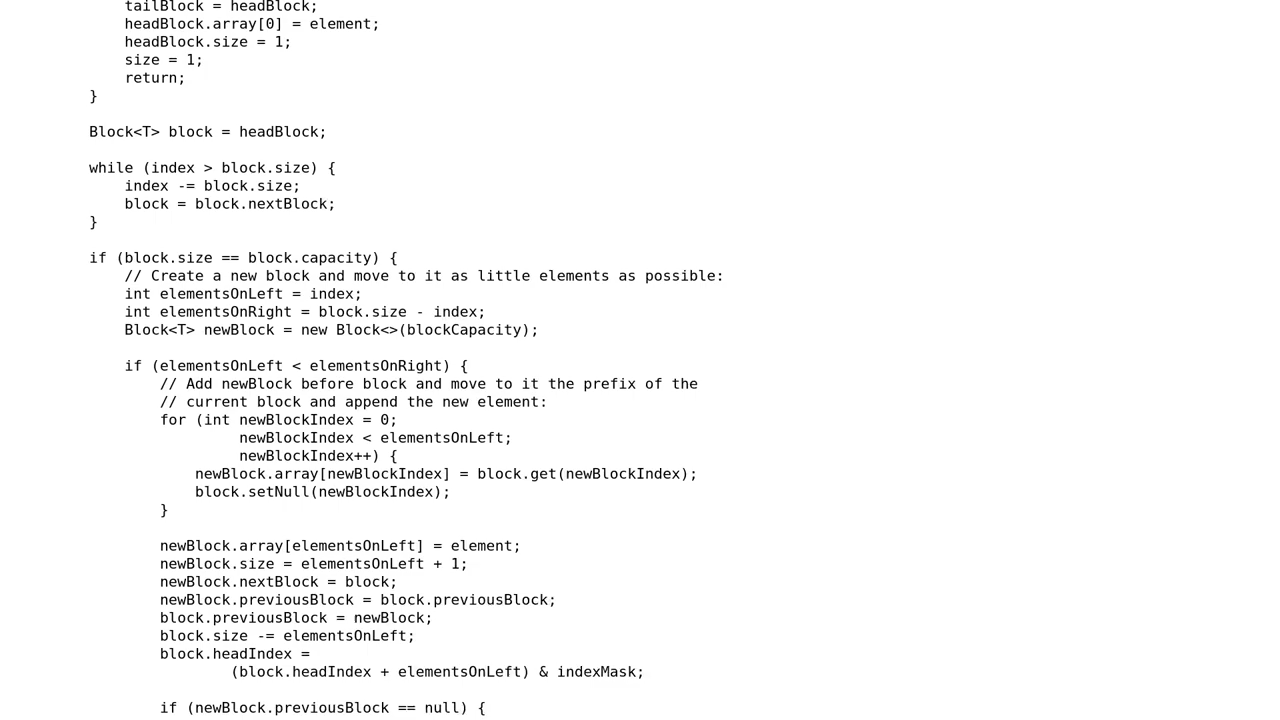 tailBlock = headBlock;
headBlock.array[0] = element;
headBlock.size = 1;
size = 1;
return;
}
Block<T> block = headBlock;
while (index > block.size) {
index -= block.size;
block = block.nextBlock;
}
if (block.size == block.capacity) {
// Create a new block and move to it as little elements as possible:
int elementsOnLeft = index;
int elementsOnRight = block.size - index;
Block<T> newBlock = new Block<>(blockCapacity);
if (elementsOnLeft < elementsOnRight) {
// Add newBlock before block and move to it the prefix of the
// current block and append the new element:
for (int newBlockIndex = 0;
newBlockIndex < elementsOnLeft;
newBlockIndex++) {
newBlock.array[newBlockIndex] = block.get(newBlockIndex);
block.setNull(newBlockIndex);
}
newBlock.array[elementsOnLeft] = element;
newBlock.size = elementsOnLeft + 1;
newBlock.nextBlock = block;
newBlock.previousBlock = block.previousBlock;
block.previousBlock = newBlock;
block.size -= elementsOnLeft;
block.headIndex =
(block.headIndex + elementsOnLeft) & indexMask;
if (newBlock.previousBlock == null) {